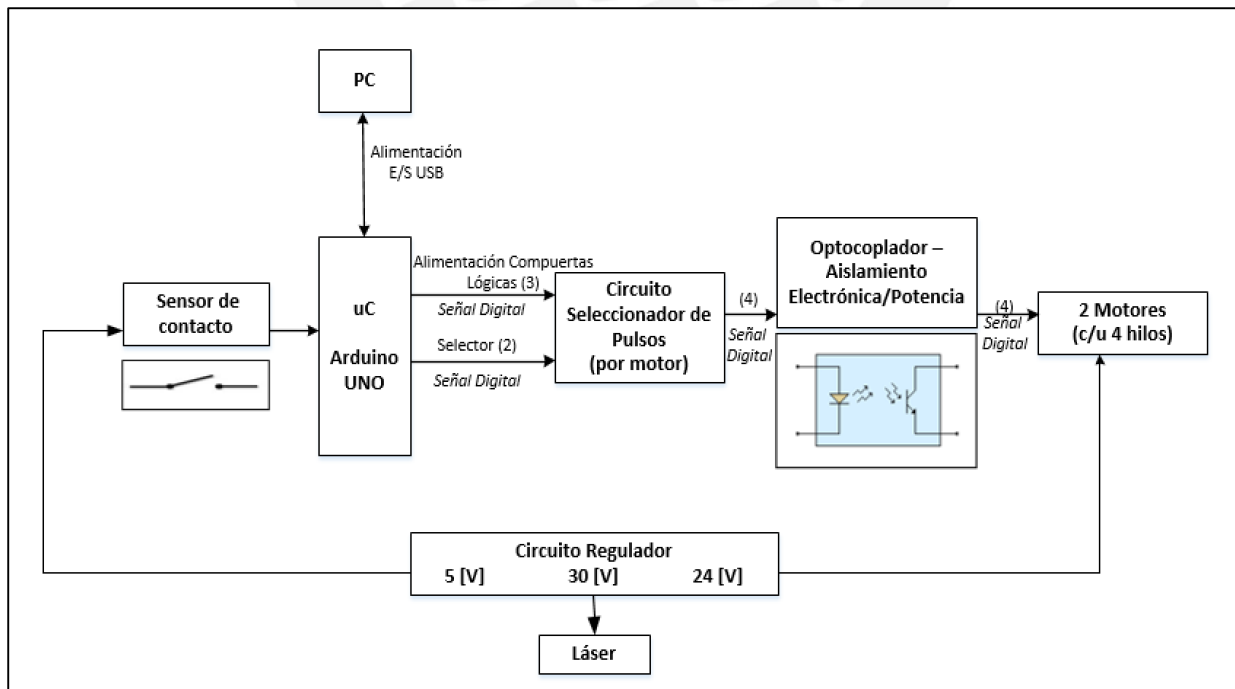 PC
Alimentación
E/S USB
Sensor de
contacto
uC
Arduino
UNO
Alimentación Compuertas
Lógicas (3)
Señal Digital
Selector (2)
Señal Digital
Circuito
Seleccionador de
Pulsos
(por motor)
(4)
Señal
Digital
Optocoplador –
Aislamiento
Electrónica/Potencia
(4)
Señal
Digital
2 Motores
(c/u 4 hilos)
Circuito Regulador
5 [V] 30 [V] 24 [V]
Láser